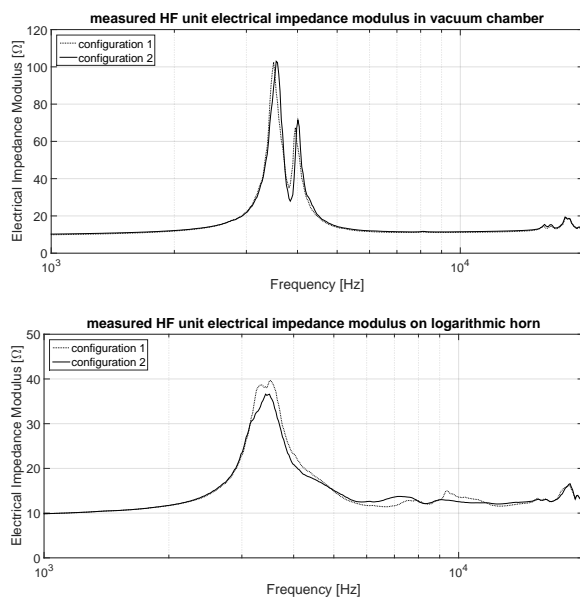 measured HF unit electrical impedance modulus in vacuum chamber
Electrical Impedance Modulus [Ω]
120
100
80
60
40
20
0
configuration 1
configuration 2
10³
10⁴
Frequency [Hz]
measured HF unit electrical impedance modulus on logarithmic horn
Electrical Impedance Modulus [Ω]
50
40
30
20
10
0
configuration 1
configuration 2
10³
10⁴
Frequency [Hz]